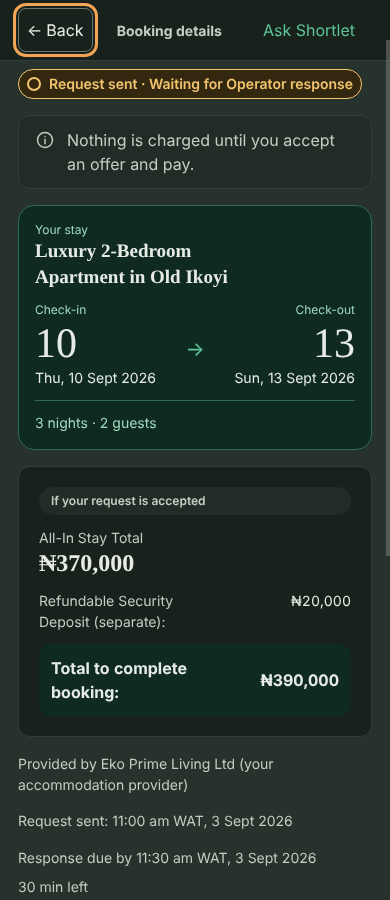 ← Back
Booking details
Ask Shortlet
Request sent · Waiting for Operator response
Nothing is charged until you accept
an offer and pay.
Your stay
Luxury 2-Bedroom
Apartment in Old Ikoyi
Check-in
Check-out
10
→
13
Thu, 10 Sept 2026
Sun, 13 Sept 2026
3 nights · 2 guests
If your request is accepted
All-In Stay Total
₦370,000
Refundable Security
Deposit (separate):
₦20,000
Total to complete
booking:
₦390,000
Provided by Eko Prime Living Ltd (your
accommodation provider)
Request sent: 11:00 am WAT, 3 Sept 2026
Response due by 11:30 am WAT, 3 Sept 2026
30 min left